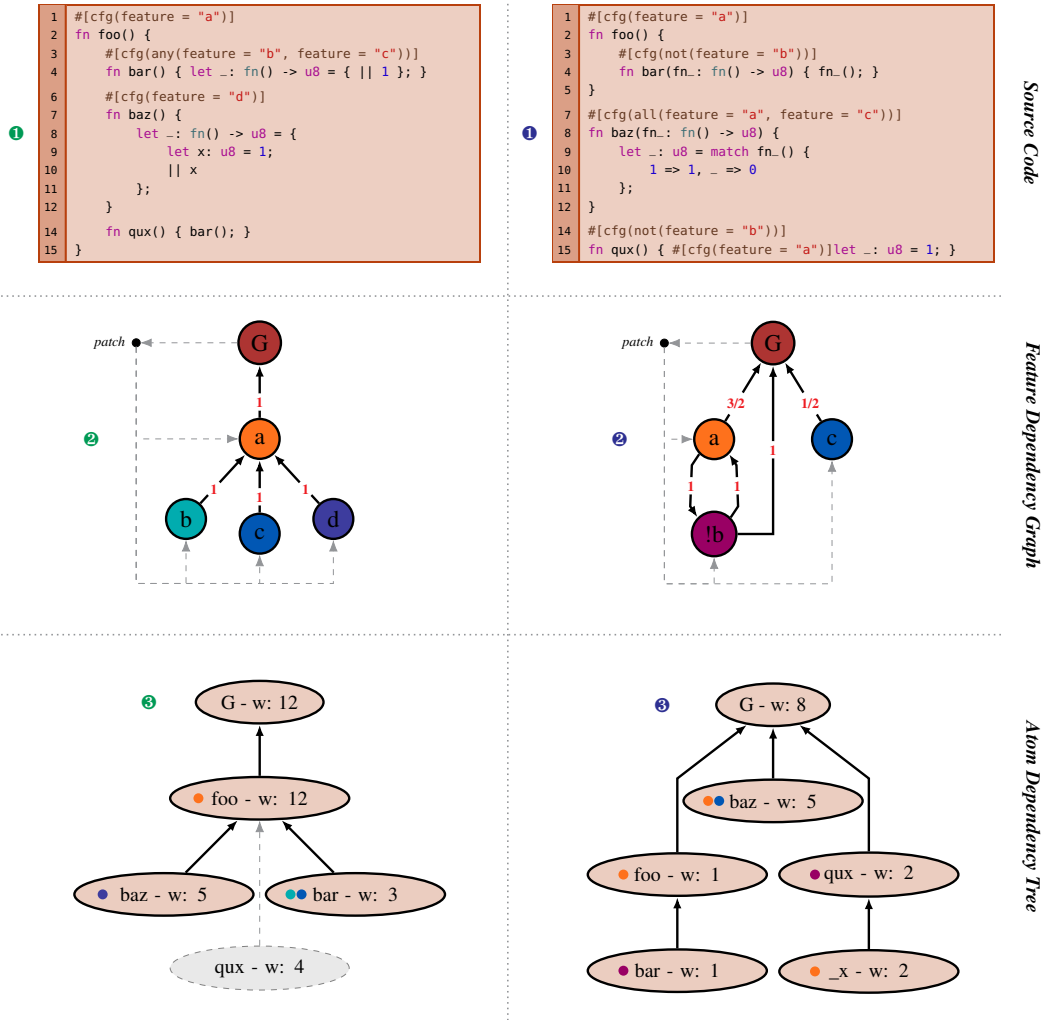 1 #[cfg(feature = "a")]
2 fn foo() {
3 #[cfg(any(feature = "b", feature = "c"))]
4 fn bar() { let _: fn() -> u8 = { || 1 }; }
6 #[cfg(feature = "d")]
7 fn baz() {
8 let _: fn() -> u8 = {
9 let x: u8 = 1;
10 || x
11 };
12 }
14 fn qux() { bar(); }
15 }
❶
1 #[cfg(feature = "a")]
2 fn foo() {
3 #[cfg(not(feature = "b"))]
4 fn bar(fn_: fn() -> u8) { fn_(); }
5 }
7 #[cfg(all(feature = "a", feature = "c"))]
8 fn baz(fn_: fn() -> u8) {
9 let _: u8 = match fn_() {
10 1 => 1, _ => 0
11 };
12 }
14 #[cfg(not(feature = "b"))]
15 fn qux() { #[cfg(feature = "a")]let _: u8 = 1; }
❶
Source Code
patch
G
1
❷
a
1
1
1
b
c
d
patch
G
3/2
1/2
❷
a
c
1
1
1
!b
Feature Dependency Graph
❸
G - w: 12
foo - w: 12
baz - w: 5
bar - w: 3
qux - w: 4
❸
G - w: 8
baz - w: 5
foo - w: 1
qux - w: 2
bar - w: 1
_x - w: 2
Atom Dependency Tree